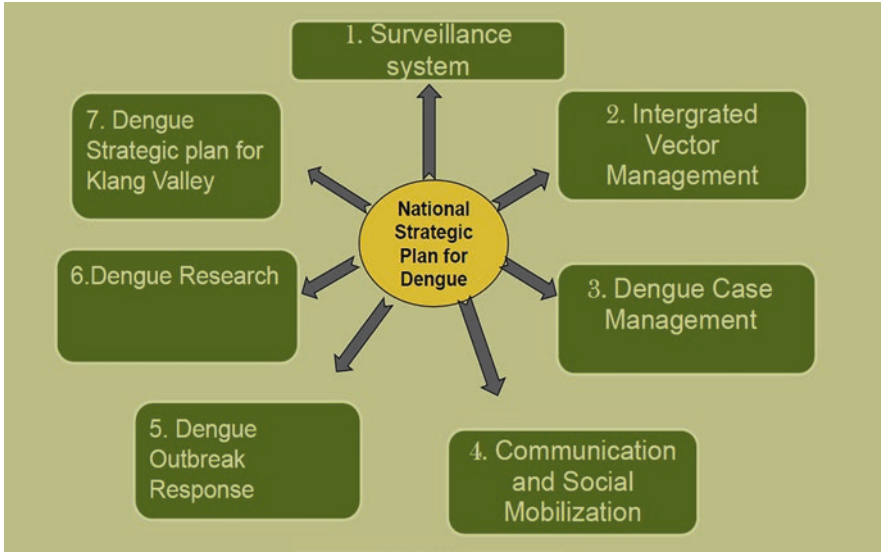 1. Surveillance
system
2. Intergrated
Vector
Management
3. Dengue Case
Management
4. Communication
and Social
Mobilization
5. Dengue
Outbreak
Response
6.Dengue Research
7. Dengue
Strategic plan for
Klang Valley
National
Strategic
Plan for
Dengue